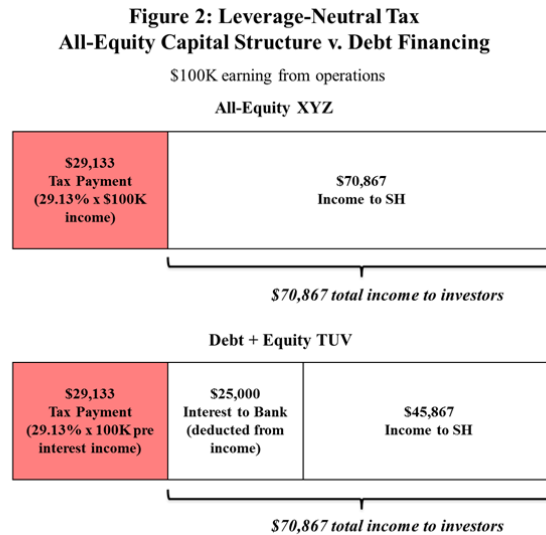 Figure 2: Leverage-Neutral Tax
All-Equity Capital Structure v. Debt Financing
$100K earning from operations
All-Equity XYZ
$29,133
Tax Payment
(29.13% x $100K
income)
$70,867
Income to SH
$70,867 total income to investors
Debt + Equity TUV
$29,133
Tax Payment
(29.13% x 100K pre
interest income)
$25,000
Interest to Bank
(deducted from
income)
$45,867
Income to SH
$70,867 total income to investors